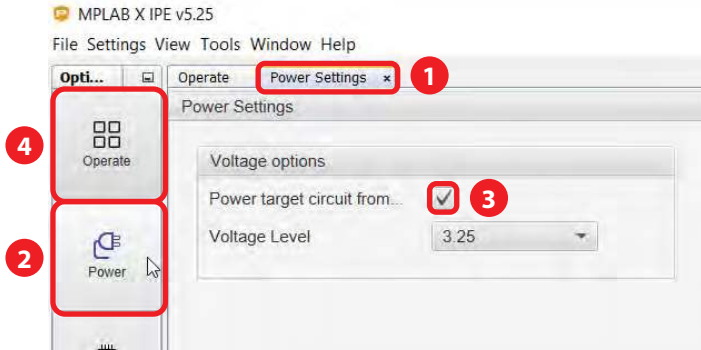 MPLAB X IPE v5.25
File Settings View Tools Window Help
Opti...
Operate Power Settings × 1
Power Settings
4
Operate
Voltage options
Power target circuit from... 3
Voltage Level 3.25
2
Power